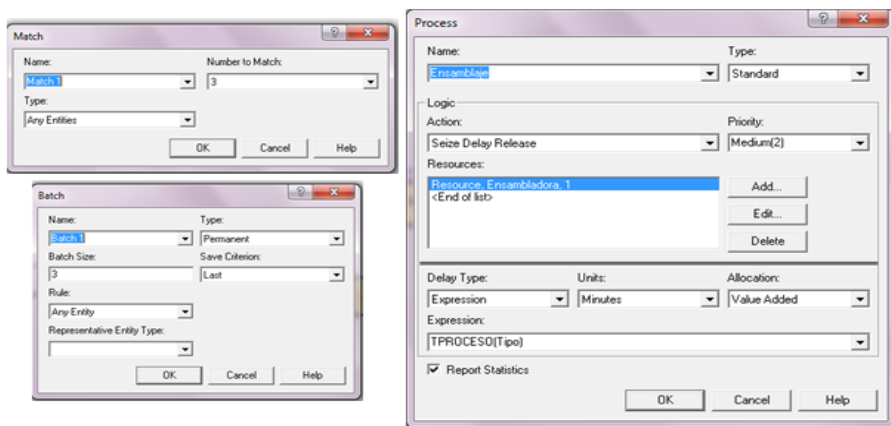 Match
Name:
Number to Match:
Match 1
3
Type:
Any Entities
OK
Cancel
Help
Batch
Name:
Type:
Batch 1
Permanent
Batch Size:
Save Criterion:
3
Last
Rule:
Any Entity
Representative Entity Type:
OK
Cancel
Help
Process
Name:
Type:
Ensamblaje
Standard
Logic
Action:
Priority:
Seize Delay Release
Medium(2)
Resources:
Resource, Ensambladora, 1
<End of list>
Add...
Edit...
Delete
Delay Type:
Units:
Allocation:
Expression
Minutes
Value Added
Expression:
TPROCESO(Tipo)
Report Statistics
OK
Cancel
Help